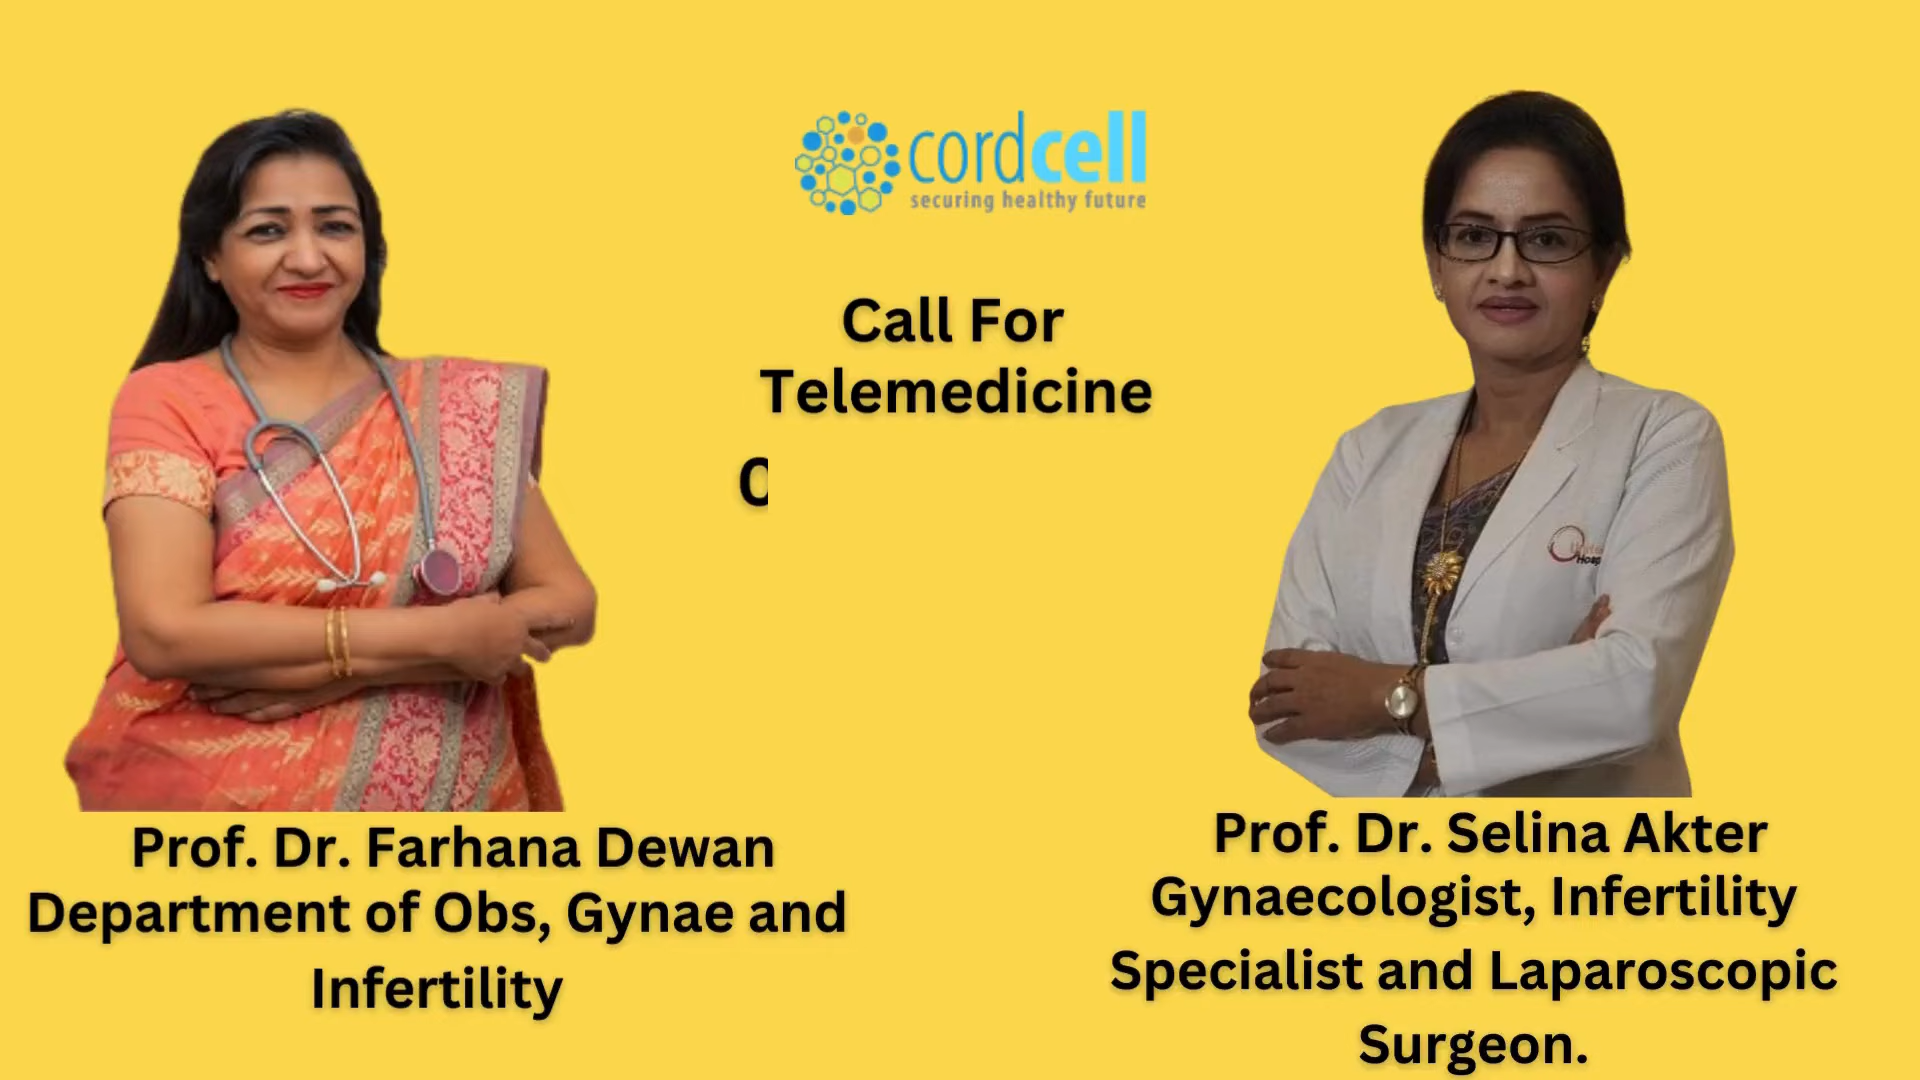 cordcell
securing healthy future
Call For
Telemedicine
Prof. Dr. Farhana Dewan
Department of Obs, Gynae and
Infertility
Prof. Dr. Selina Akter
Gynaecologist, Infertility
Specialist and Laparoscopic
Surgeon.